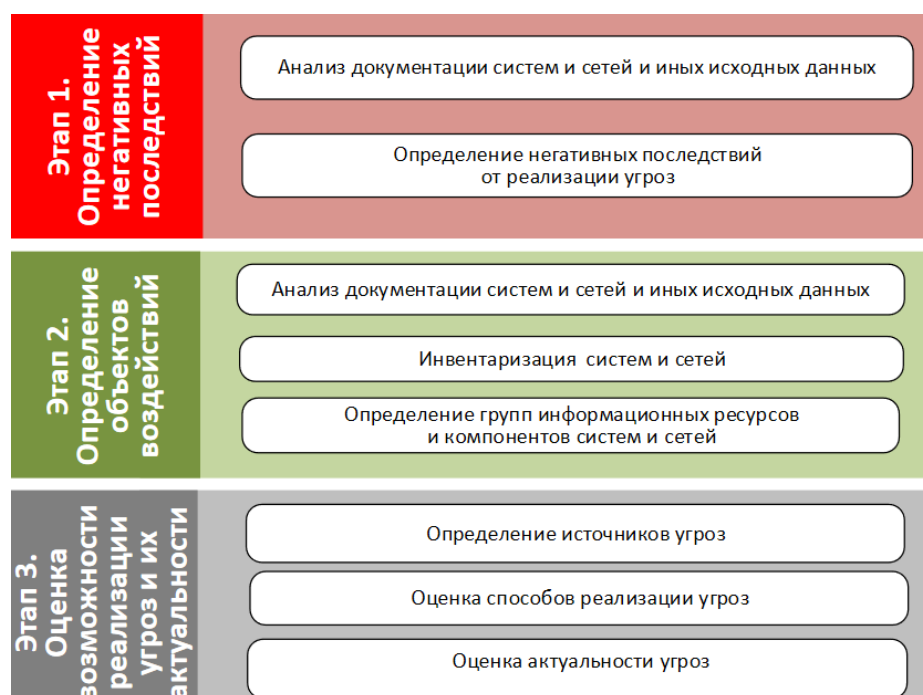 Этап 1.
Определение
негативных
последствий
Анализ документации систем и сетей и иных исходных данных
Определение негативных последствий
от реализации угроз
Этап 2.
Определение
объектов
воздействий
Анализ документации систем и сетей и иных исходных данных
Инвентаризация систем и сетей
Определение групп информационных ресурсов
и компонентов систем и сетей
Этап 3.
Оценка
возможности
реализации
угроз и их
актуальности
Определение источников угроз
Оценка способов реализации угроз
Оценка актуальности угроз